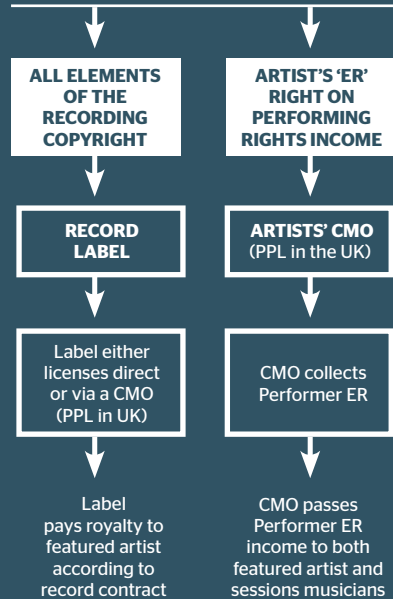 ALL ELEMENTS
OF THE
RECORDING
COPYRIGHT
RECORD
LABEL
Label either
licenses direct
or via a CMO
(PPL in UK)
Label
pays royalty to
featured artist
according to
record contract
ARTIST'S 'ER'
RIGHT ON
PERFORMING
RIGHTS INCOME
ARTISTS' CMO
(PPL in the UK)
CMO collects
Performer ER
CMO passes
Performer ER
income to both
featured artist and
sessions musicians